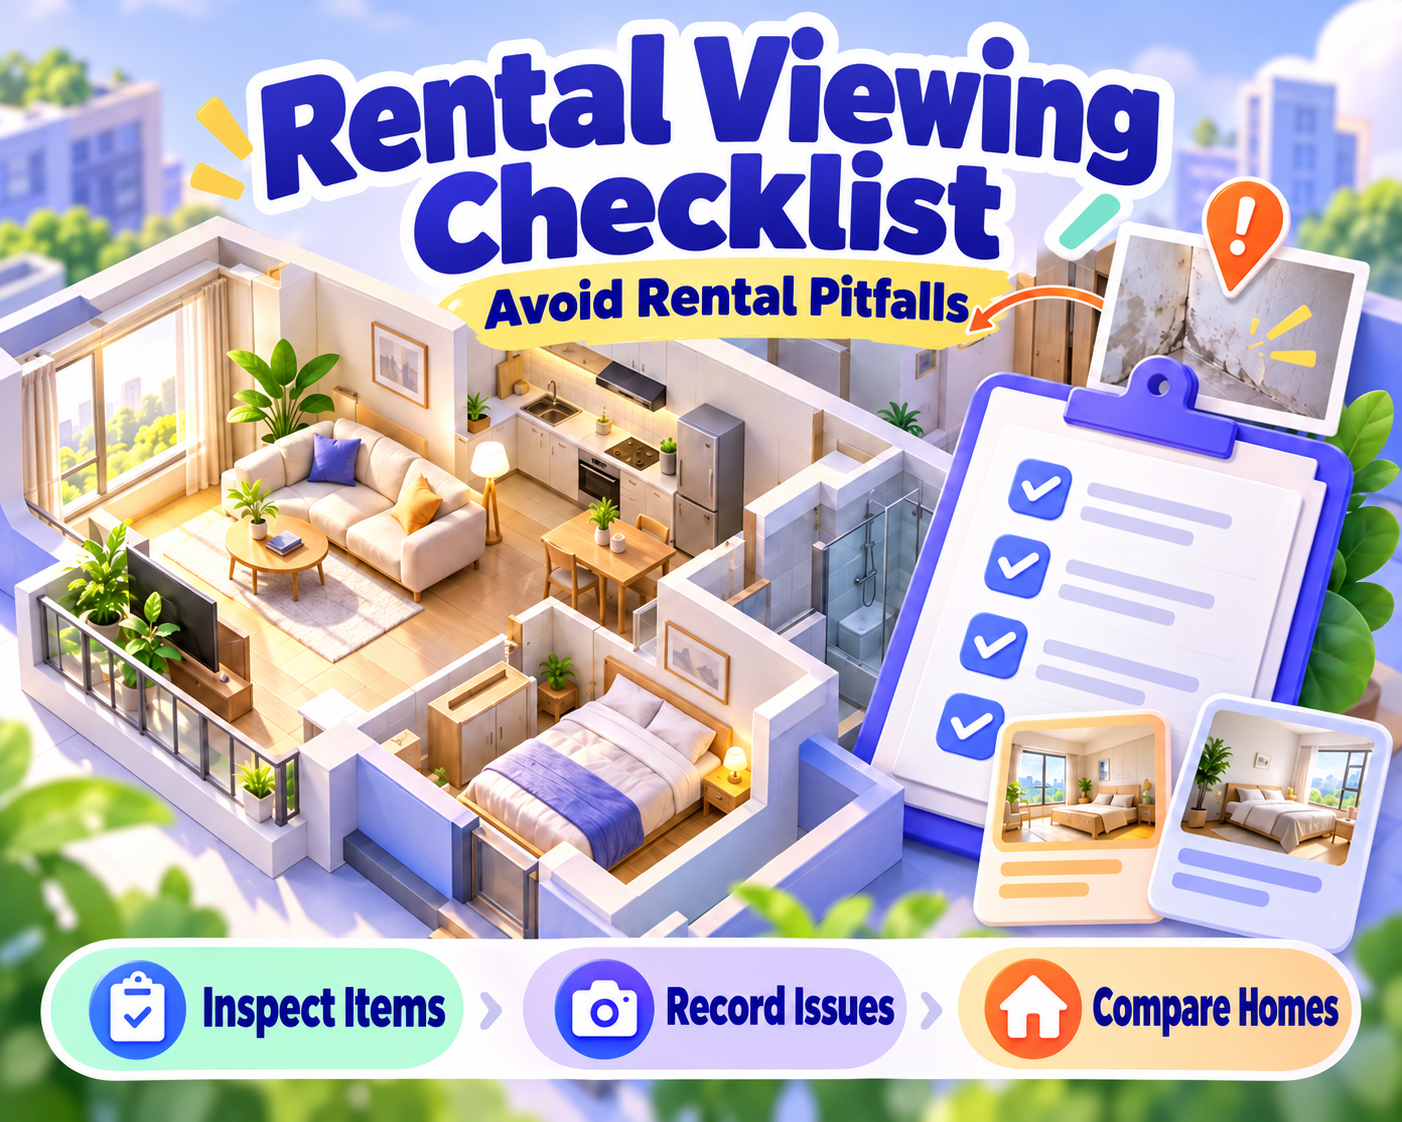 Rental Viewing
Checklist
Avoid Rental Pitfalls
Inspect Items
Record Issues
Compare Homes